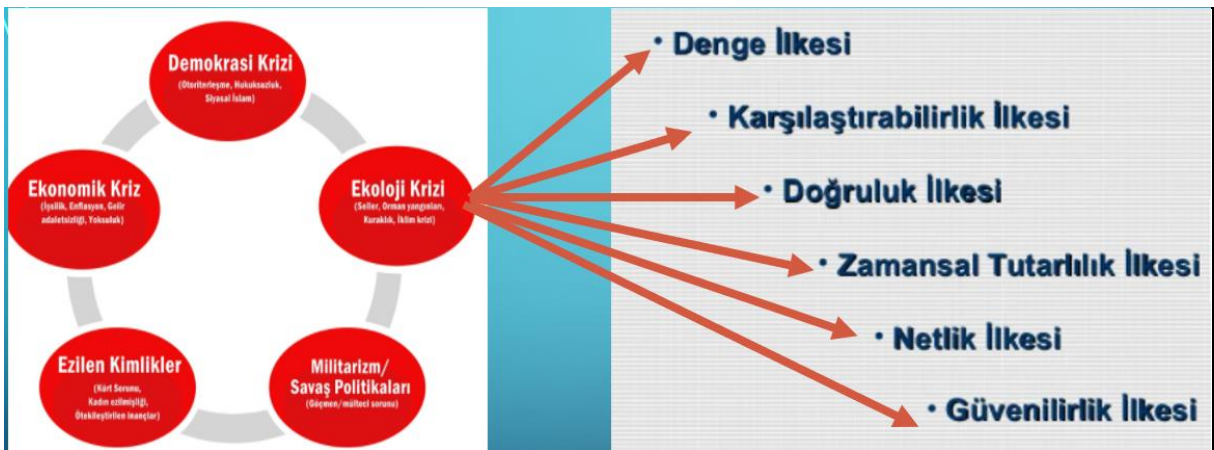 Demokrasi Krizi
(Otoriterleşme, Hukuksuzluk,
Siyasal İslam)
Ekonomik Kriz
(İşsilik, Enflasyon, Gelir
adaletsizliği, Yoksuluk)
Ekoloji Krizi
(Seller, Orman yangınları,
Kuraklık, İklim krizi)
Ezilen Kimlikler
(Kürt Sorunu,
Kadın ezilmişliği,
Ötekileştirilen inançlar)
Militarizm/
Savaş Politikaları
(Göçmen/mülteci sorunu)
• Denge İlkesi
• Karşılaştırabilirlik İlkesi
• Doğruluk İlkesi
• Zamansal Tutarlılık İlkesi
• Netlik İlkesi
• Güvenilirlik İlkesi